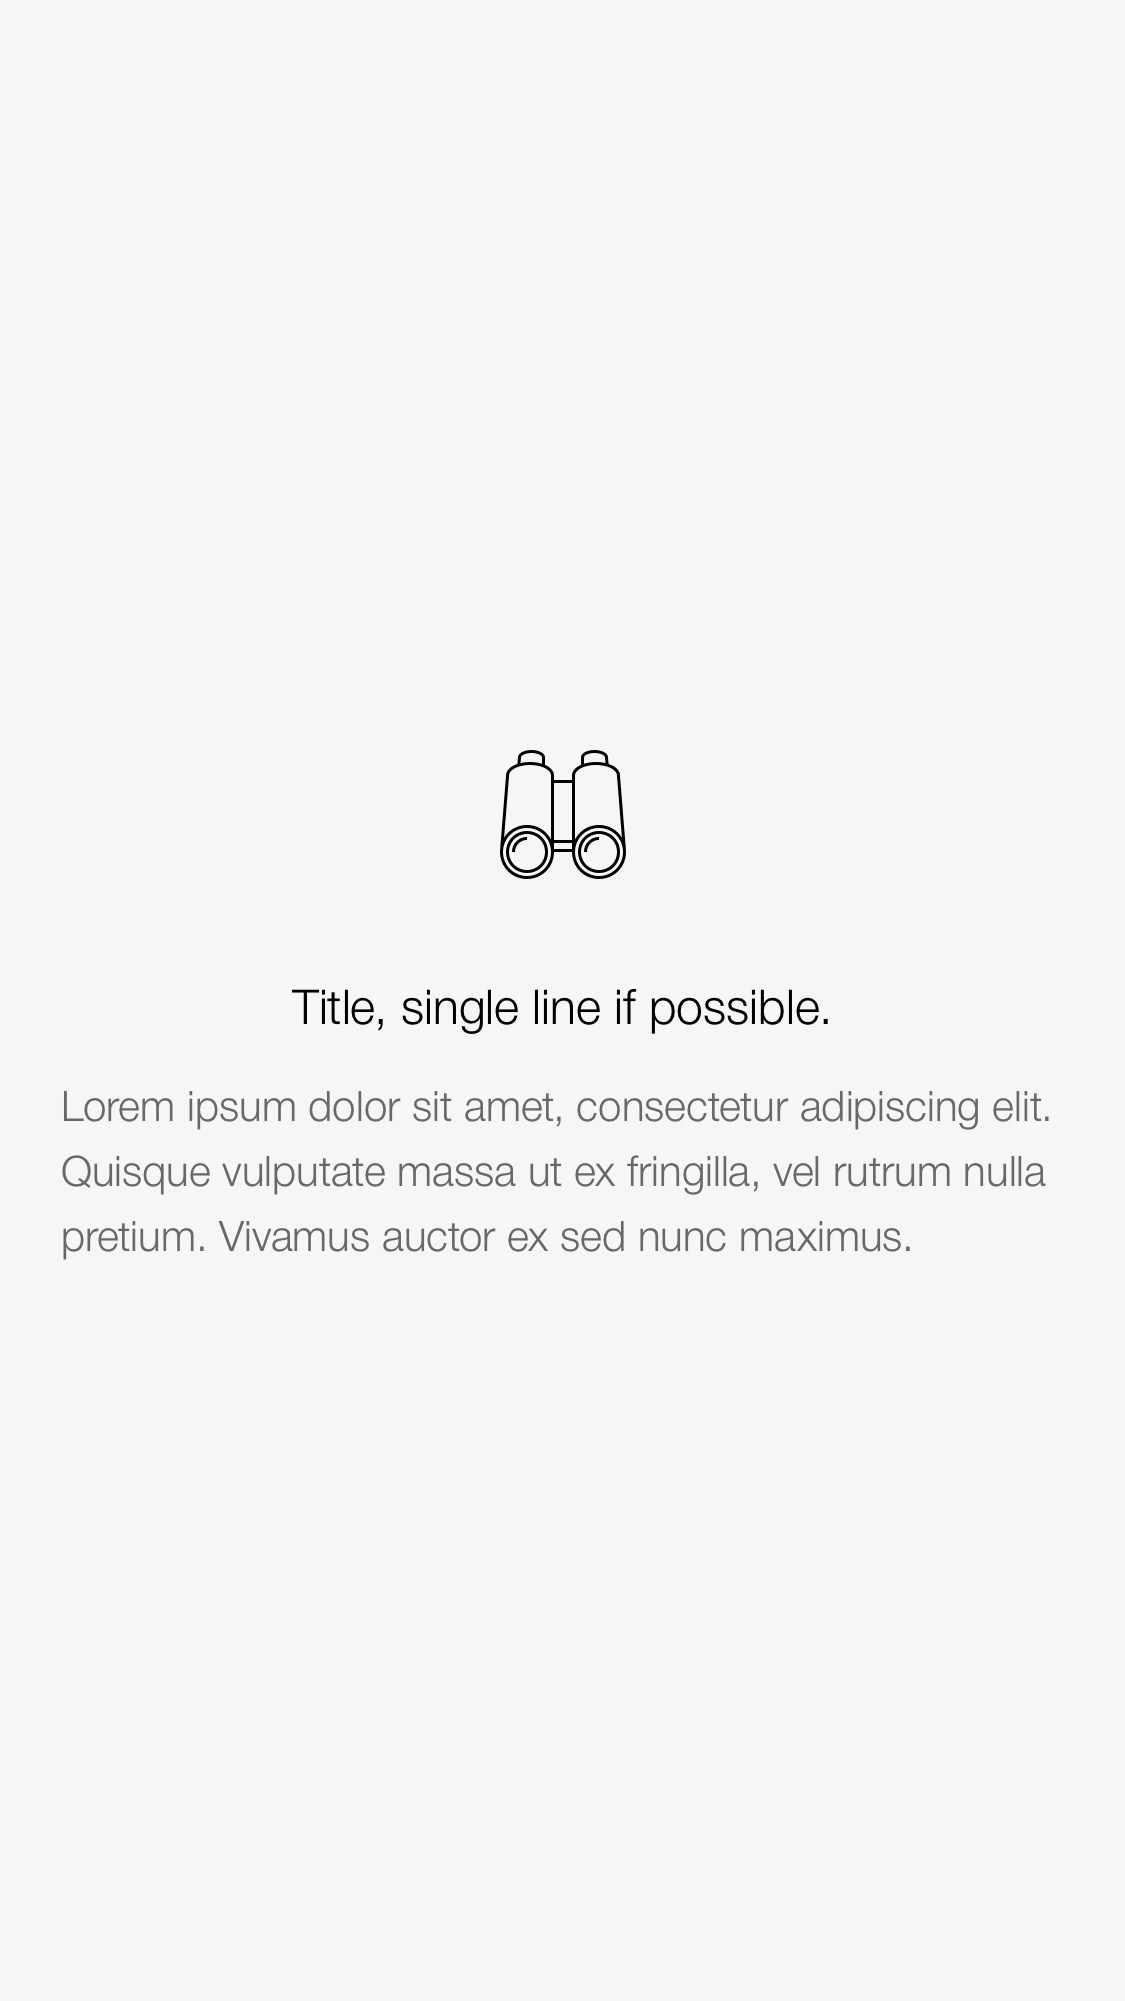 Title, single line if possible.
Lorem ipsum dolor sit amet, consectetur adipiscing elit.
Quisque vulputate massa ut ex fringilla, vel rutrum nulla
pretium. Vivamus auctor ex sed nunc maximus.